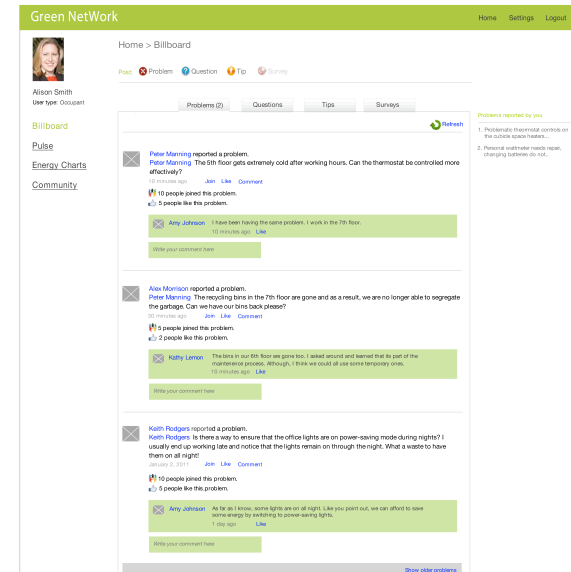 Green NetWork
Home Settings Logout
Home > Billboard
Post: Problem Question Tip Survey
Alison Smith
User type: Occupant
Billboard
Pulse
Energy Charts
Community
Problems (2) Questions Tips Surveys
Refresh
Problems reported by you
1. Problematic theormstat controls on
the cubicle space heaters...
2. Personal wattmeter needs repair,
changing batteries do not..
Peter Manning reported a problem.
Peter Manning The 5th floor gets extremely cold after working hours. Can the thermostat be controlled more
effectively?
10 minutes ago Join Like Comment
10 people joined this problem.
5 people like this problem.
Amy Johnson I have been having the same problem. I work in the 7th floor.
10 minutes ago Like
Write your comment here
Alex Morrison reported a problem.
Peter Manning The recycling bins in the 7th floor are gone and as a result, we are no longer able to segregate
the garbage. Can we have our bins back please?
30 minutes ago Join Like Comment
5 people joined this problem.
2 people like this problem.
Kathy Lemon The bins in our 6th floor are gone too. I asked around and learned that its part of the
maintenence process. Although, I think we could all use some temporary ones.
15 minutes ago Like
Write your comment here
Keith Rodgers reported a problem.
Keith Rodgers Is there a way to ensure that the office lights are on power-saving mode during nights? I
usually end up working late and notice that the lights remain on through the night. What a waste to have
them on all night!
January 2, 2011 Join Like Comment
10 people joined this problem.
5 people like this.problem.
Amy Johnson As far as I know, some lights are on all night. Like you point out, we can afford to save
some energy by switching to power-saving lights.
1 day ago Like
Write your comment here
Show older problems